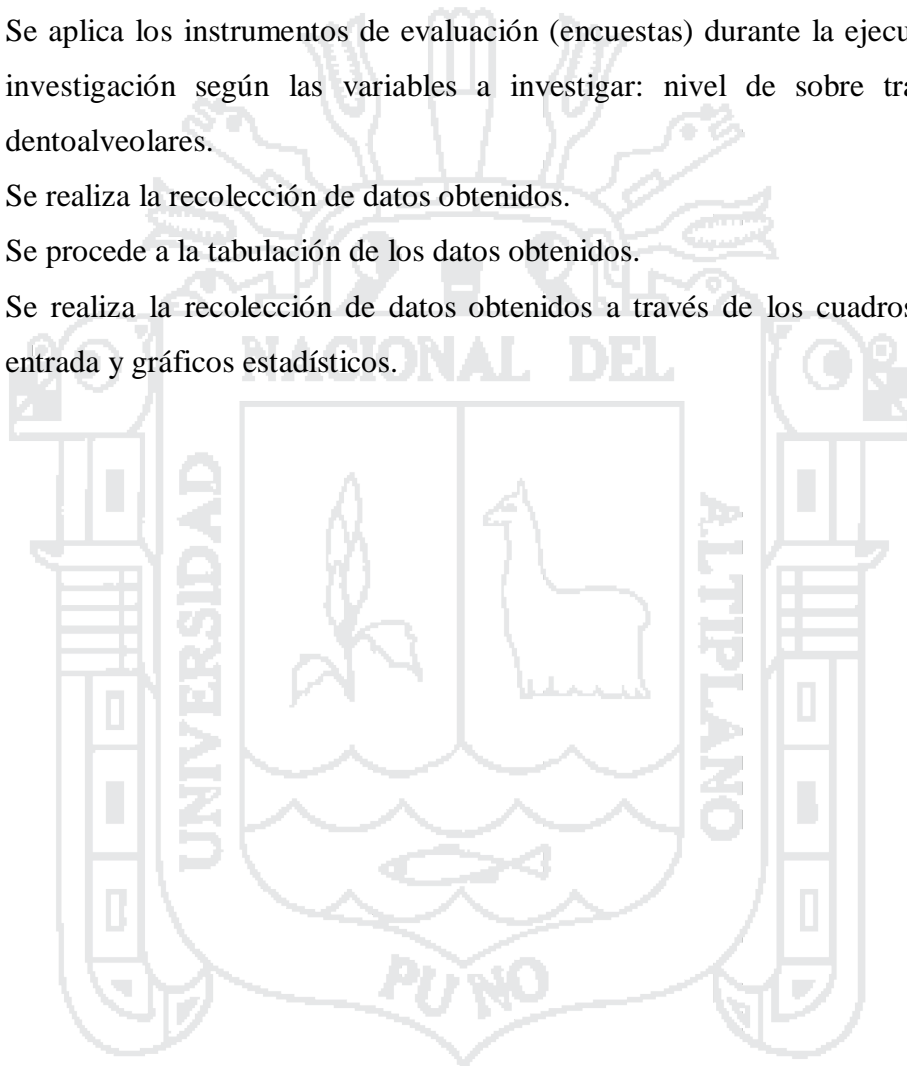 Se aplica los instrumentos de evaluación (encuestas) durante la
investigación según las variables a investigar: nivel de sobre
dentoalveolares.
Se realiza la recolección de datos obtenidos.
Se procede a la tabulación de los datos obtenidos.
Se realiza la recolección de datos obtenidos a través de los cuadros
entrada y gráficos estadísticos.
NACIONAL DEL
UNIVERSIDAD
ALTIPLANO
PUNO